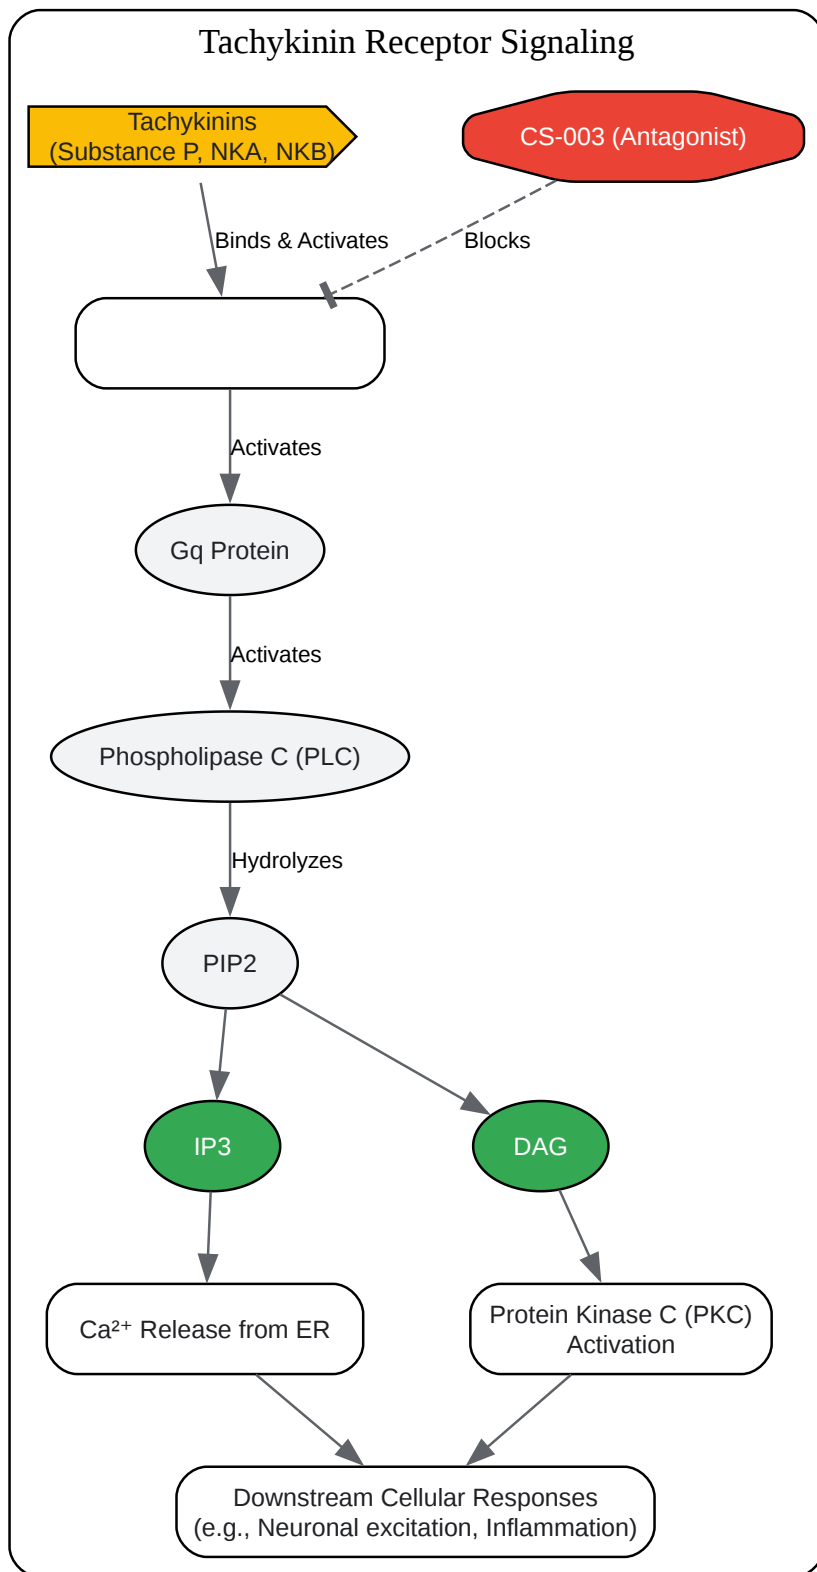 Tachykinin Receptor Signaling
Tachykinins
(Substance P, NKA, NKB)
CS-003 (Antagonist)
Binds & Activates
Blocks
Activates
Gq Protein
Activates
Phospholipase C (PLC)
Hydrolyzes
PIP2
IP3
DAG
Ca²⁺ Release from ER
Protein Kinase C (PKC)
Activation
Downstream Cellular Responses
(e.g., Neuronal excitation, Inflammation)